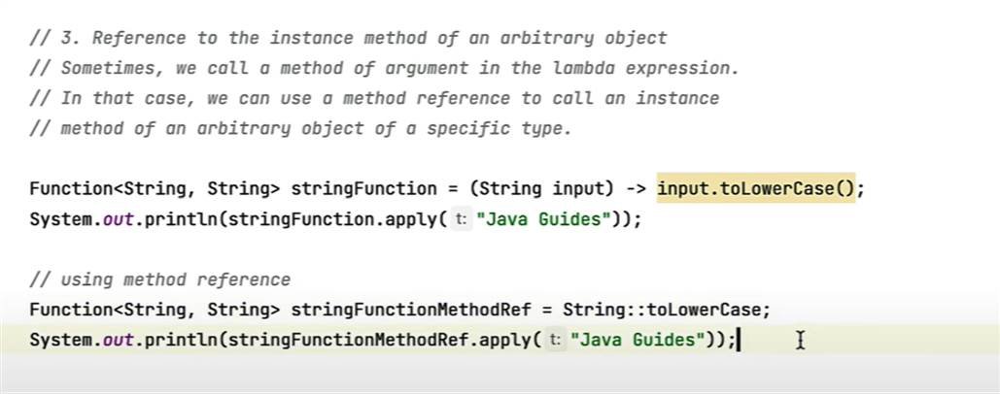 // 3. Reference to the instance method of an arbitrary object
// Sometimes, we call a method of argument in the lambda expression.
// In that case, we can use a method reference to call an instance
// method of an arbitrary object of a specific type.
Function<String, String> stringFunction = (String input) -> input.toLowerCase();
System.out.println(stringFunction.apply( t: "Java Guides"));
// using method reference
Function<String, String> stringFunctionMethodRef = String::toLowerCase;
System.out.println(stringFunctionMethodRef.apply( t: "Java Guides"));